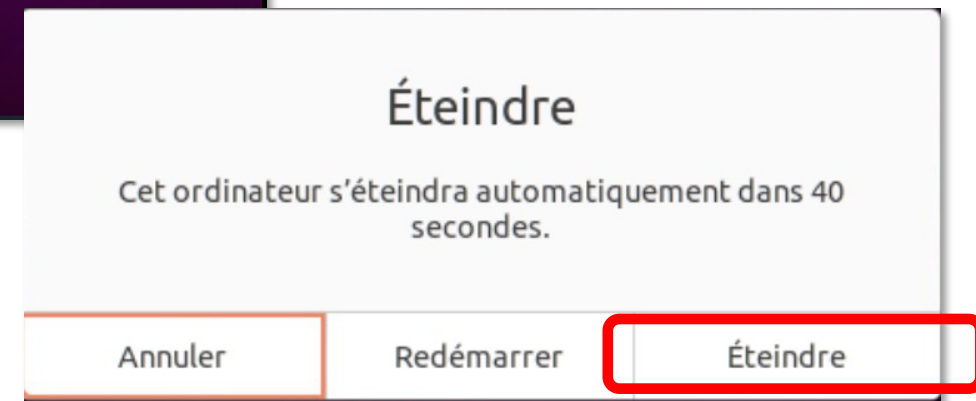 Éteindre
Cet ordinateur s’éteindra automatiquement dans 40
secondes.
Annuler Redémarrer Éteindre